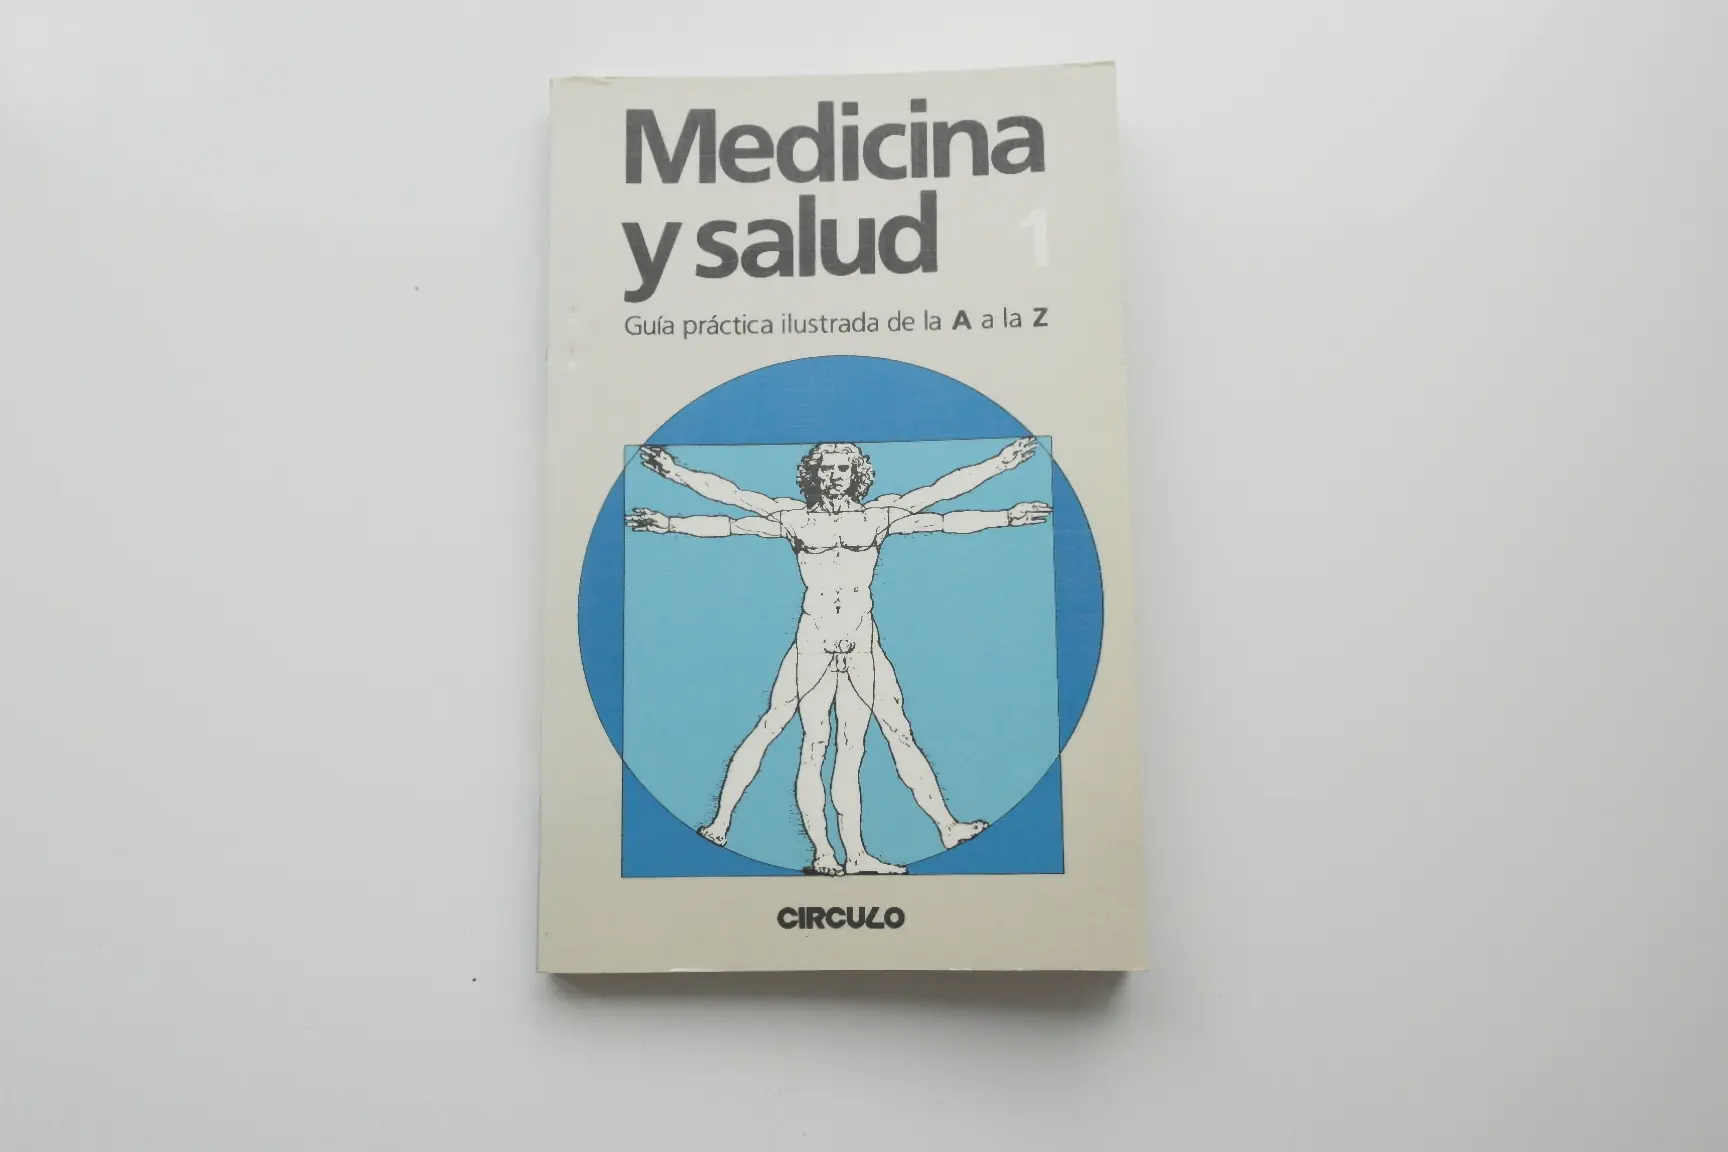 Medicina
y salud 1
Guía práctica ilustrada de la A a la Z
CIRCULO